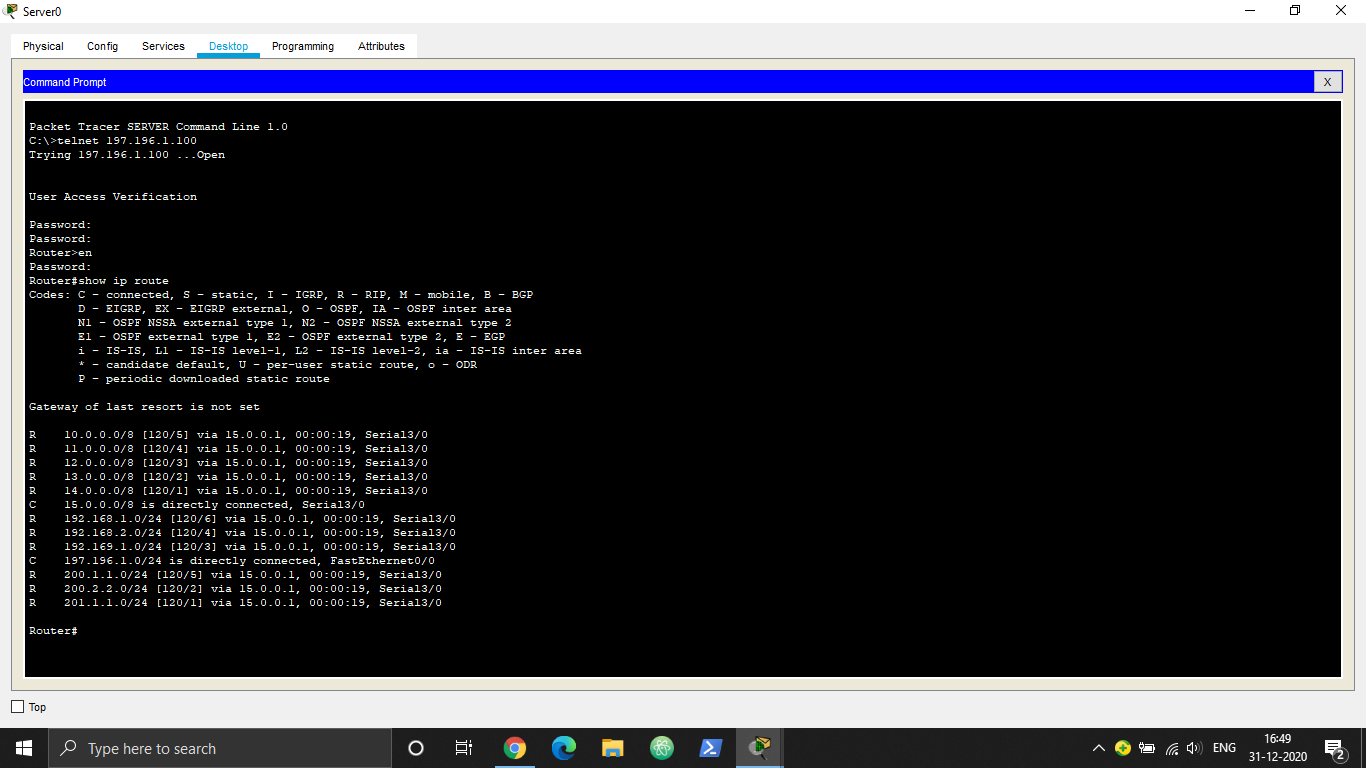 Server0
Physical Config Services Desktop Programming Attributes
Command Prompt X
Packet Tracer SERVER Command Line 1.0
C:\>telnet 197.196.1.100
Trying 197.196.1.100 ...Open
User Access Verification
Password:
Password:
Router>en
Password:
Router#show ip route
Codes: C - connected, S - static, I - IGRP, R - RIP, M - mobile, B - BGP
D - EIGRP, EX - EIGRP external, O - OSPF, IA - OSPF inter area
N1 - OSPF NSSA external type 1, N2 - OSPF NSSA external type 2
E1 - OSPF external type 1, E2 - OSPF external type 2, E - EGP
i - IS-IS, L1 - IS-IS level-1, L2 - IS-IS level-2, ia - IS-IS inter area
* - candidate default, U - per-user static route, o - ODR
P - periodic downloaded static route
Gateway of last resort is not set
R 10.0.0.0/8 [120/5] via 15.0.0.1, 00:00:19, Serial3/0
R 11.0.0.0/8 [120/4] via 15.0.0.1, 00:00:19, Serial3/0
R 12.0.0.0/8 [120/3] via 15.0.0.1, 00:00:19, Serial3/0
R 13.0.0.0/8 [120/2] via 15.0.0.1, 00:00:19, Serial3/0
R 14.0.0.0/8 [120/1] via 15.0.0.1, 00:00:19, Serial3/0
C 15.0.0.0/8 is directly connected, Serial3/0
R 192.168.1.0/24 [120/6] via 15.0.0.1, 00:00:19, Serial3/0
R 192.168.2.0/24 [120/4] via 15.0.0.1, 00:00:19, Serial3/0
R 192.169.1.0/24 [120/3] via 15.0.0.1, 00:00:19, Serial3/0
C 197.196.1.0/24 is directly connected, FastEthernet0/0
R 200.1.1.0/24 [120/5] via 15.0.0.1, 00:00:19, Serial3/0
R 200.2.2.0/24 [120/2] via 15.0.0.1, 00:00:19, Serial3/0
R 201.1.1.0/24 [120/1] via 15.0.0.1, 00:00:19, Serial3/0
Router#
Top
Type here to search
ENG
16:49
31-12-2020
2